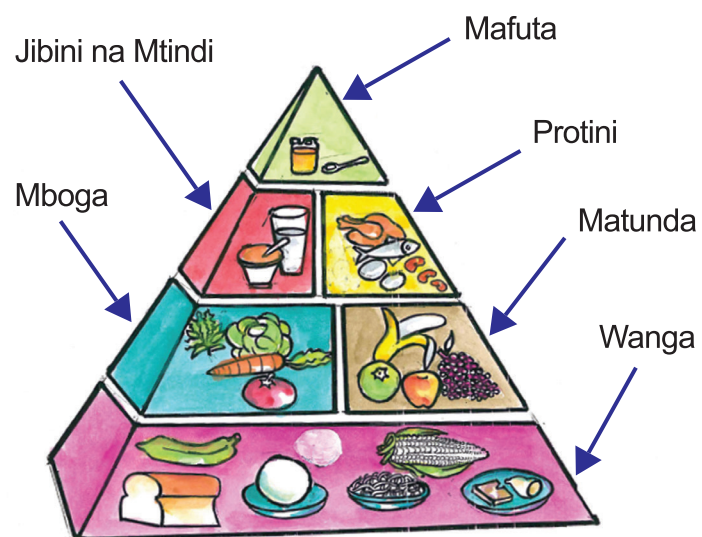 Mafuta
Jibini na Mtindi
Protini
Mboga
Matunda
Wanga